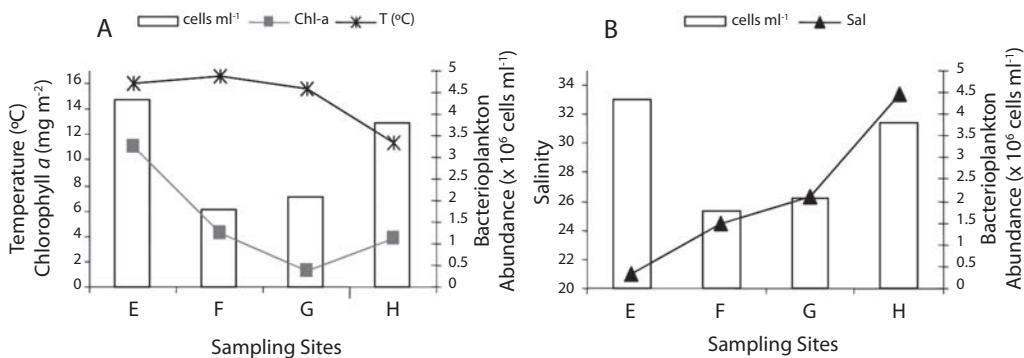 A
cells ml-1 Chl-a T (ºC)
Temperature (ºC)
Chlorophyll a (mg m-2)
16
14
12
10
8
6
4
2
0
5
4.5
4
3.5
3
2.5
2
1.5
1
0.5
0
Bacterioplankton
Abundance (x 10⁶ cells ml-1)
E F G H
Sampling Sites
B
cells ml-1 Sal
Salinity
34
32
30
28
26
24
22
20
5
4.5
4
3.5
3
2.5
2
1.5
1
0.5
0
Bacterioplankton
Abundance (x 10⁶ cells ml-1)
E F G H
Sampling Sites